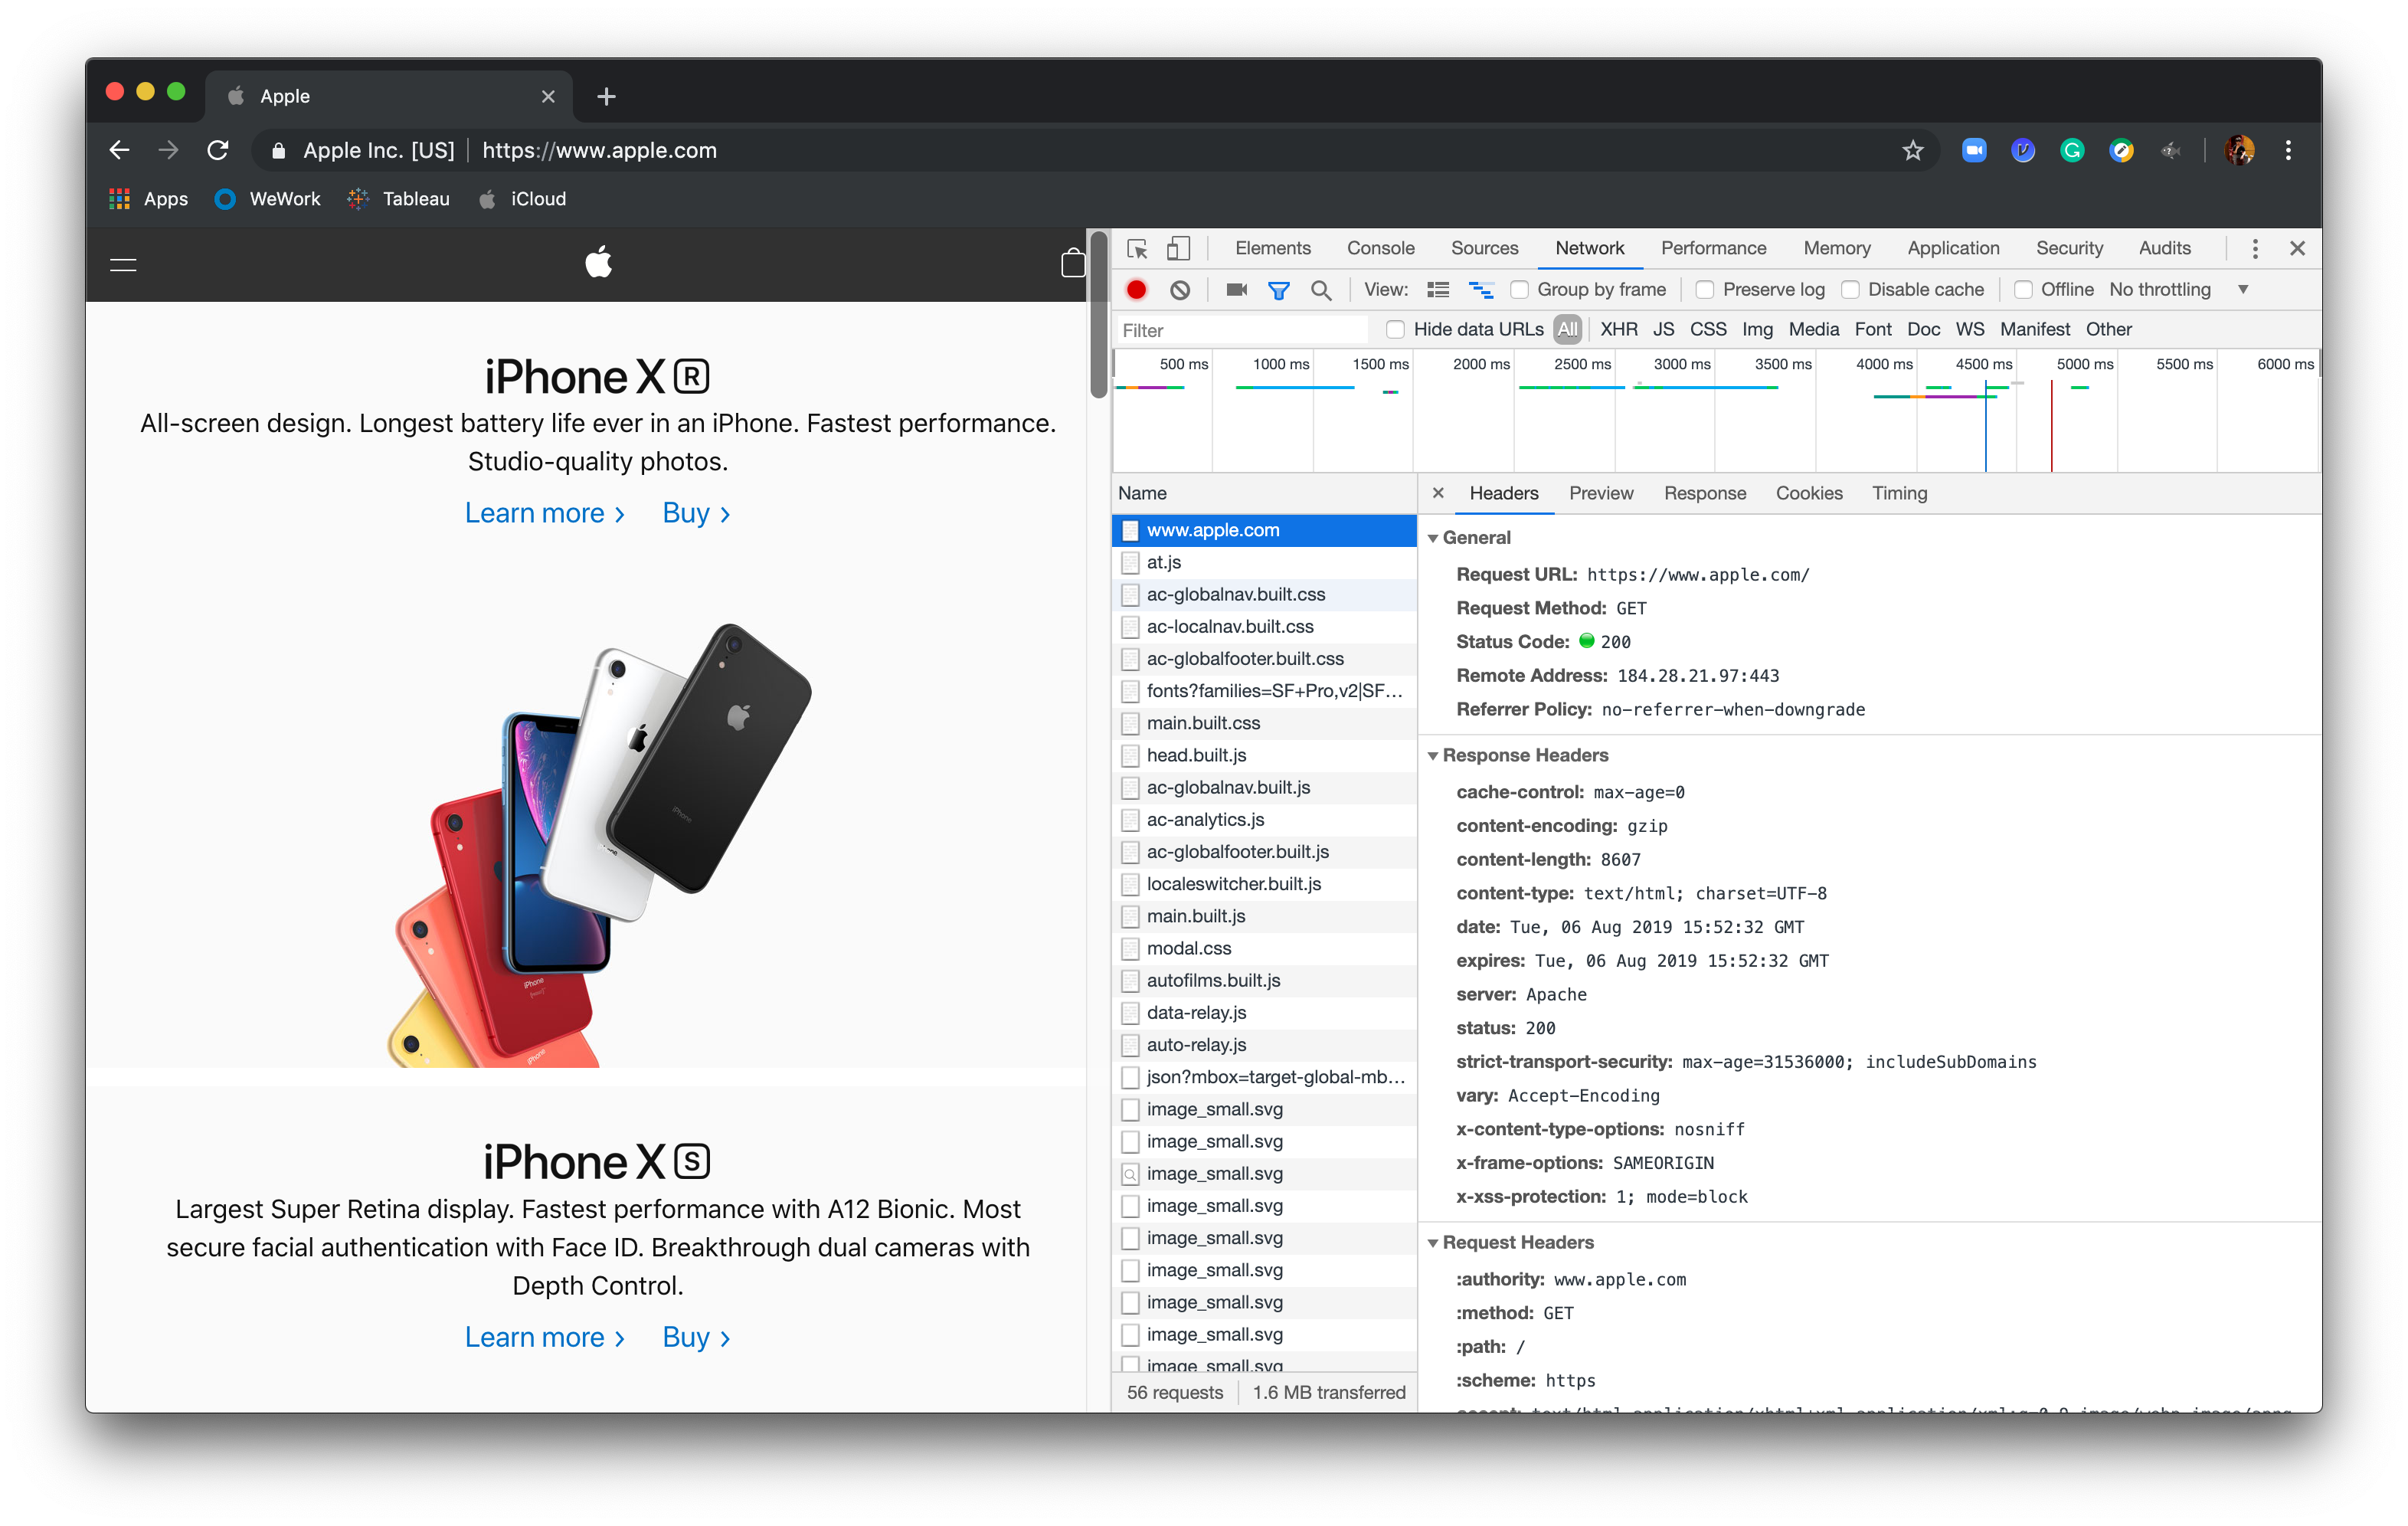 Apple
Apple Inc. [US] https://www.apple.com
Apps WeWork Tableau iCloud
iPhone XR
All-screen design. Longest battery life ever in an iPhone. Fastest performance.
Studio-quality photos.
Learn more > Buy >
iPhone
iPhone
iPhone
iPhone XS
Largest Super Retina display. Fastest performance with A12 Bionic. Most
secure facial authentication with Face ID. Breakthrough dual cameras with
Depth Control.
Learn more > Buy >
Elements Console Sources Network Performance Memory Application Security Audits
View: Group by frame Preserve log Disable cache Offline No throttling
Filter Hide data URLs All XHR JS CSS Img Media Font Doc WS Manifest Other
500 ms 1000 ms 1500 ms 2000 ms 2500 ms 3000 ms 3500 ms 4000 ms 4500 ms 5000 ms 5500 ms 6000 ms
Name
www.apple.com
at.js
ac-globalnav.built.css
ac-localnav.built.css
ac-globalfooter.built.css
fonts?families=SF+Pro,v2|SF...
main.built.css
head.built.js
ac-globalnav.built.js
ac-analytics.js
ac-globalfooter.built.js
localeswitcher.built.js
main.built.js
modal.css
autofilms.built.js
data-relay.js
auto-relay.js
json?mbox=target-global-mb...
image_small.svg
image_small.svg
image_small.svg
image_small.svg
image_small.svg
image_small.svg
image_small.svg
image_small.svg
image_small.svg
56 requests 1.6 MB transferred
Headers Preview Response Cookies Timing
General
Request URL: https://www.apple.com/
Request Method: GET
Status Code: 200
Remote Address: 184.28.21.97:443
Referrer Policy: no-referrer-when-downgrade
Response Headers
cache-control: max-age=0
content-encoding: gzip
content-length: 8607
content-type: text/html; charset=UTF-8
date: Tue, 06 Aug 2019 15:52:32 GMT
expires: Tue, 06 Aug 2019 15:52:32 GMT
server: Apache
status: 200
strict-transport-security: max-age=31536000; includeSubDomains
vary: Accept-Encoding
x-content-type-options: nosniff
x-frame-options: SAMEORIGIN
x-xss-protection: 1; mode=block
Request Headers
:authority: www.apple.com
:method: GET
:path: /
:scheme: https